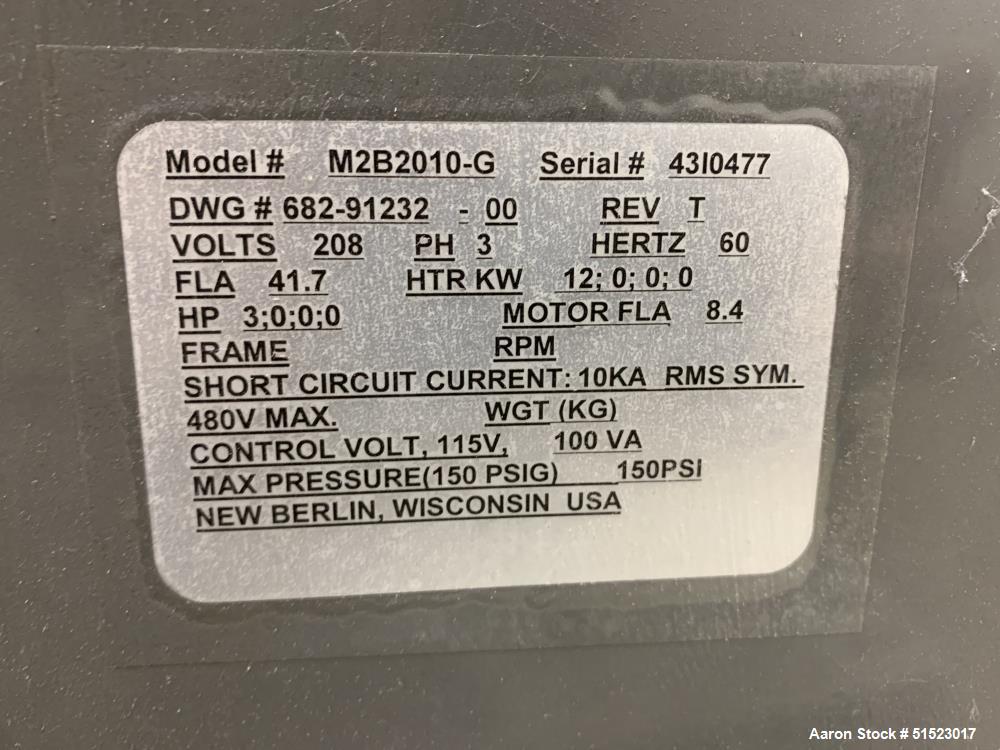 Model # M2B2010-G Serial # 43I0477
DWG # 682-91232 - 00 REV T
VOLTS 208 PH 3 HERTZ 60
FLA 41.7 HTR KW 12; 0; 0; 0
HP 3;0;0;0 MOTOR FLA 8.4
FRAME RPM
SHORT CIRCUIT CURRENT: 10KA RMS SYM.
480V MAX. WGT (KG)
CONTROL VOLT, 115V, 100 VA
MAX PRESSURE(150 PSIG) 150PSI
NEW BERLIN, WISCONSIN USA
Aaron Stock # 51523017